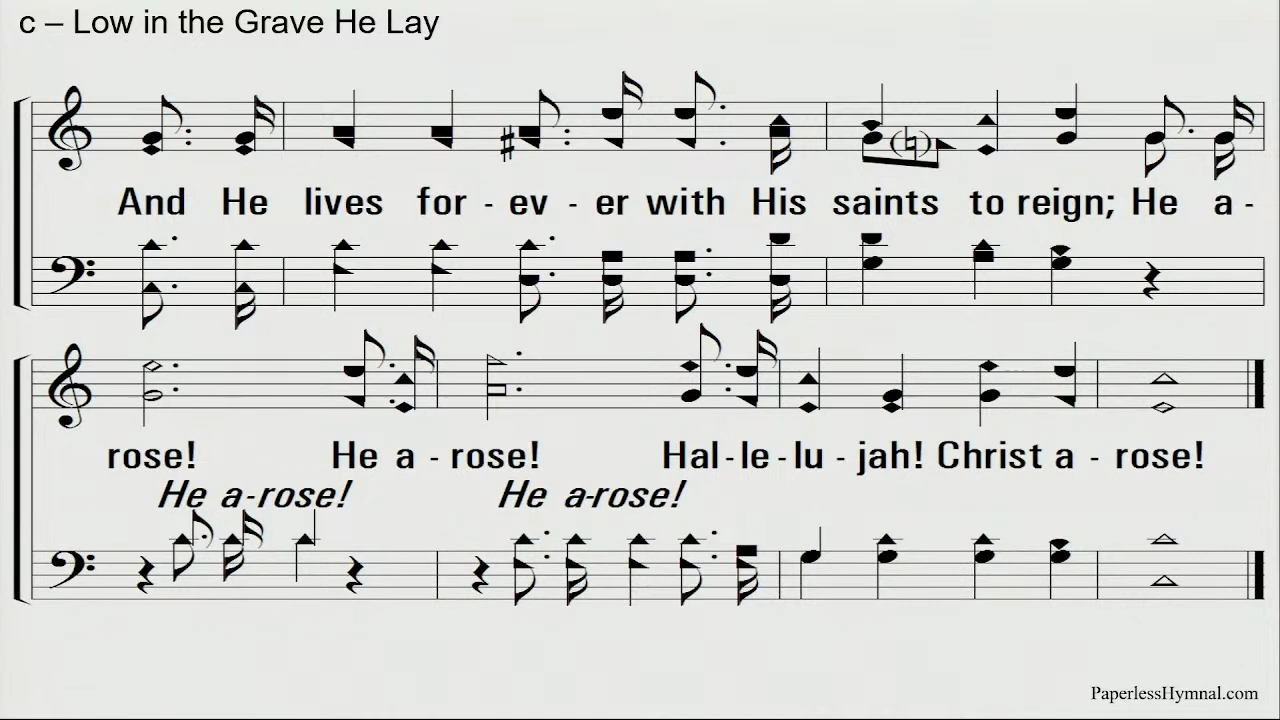 c – Low in the Grave He Lay
And He lives for - ev - er with His saints to reign; He a -
rose! He a - rose! Hal - le - lu - jah! Christ a - rose!
He a - rose! He a-rose!
PaperlessHymnal.com